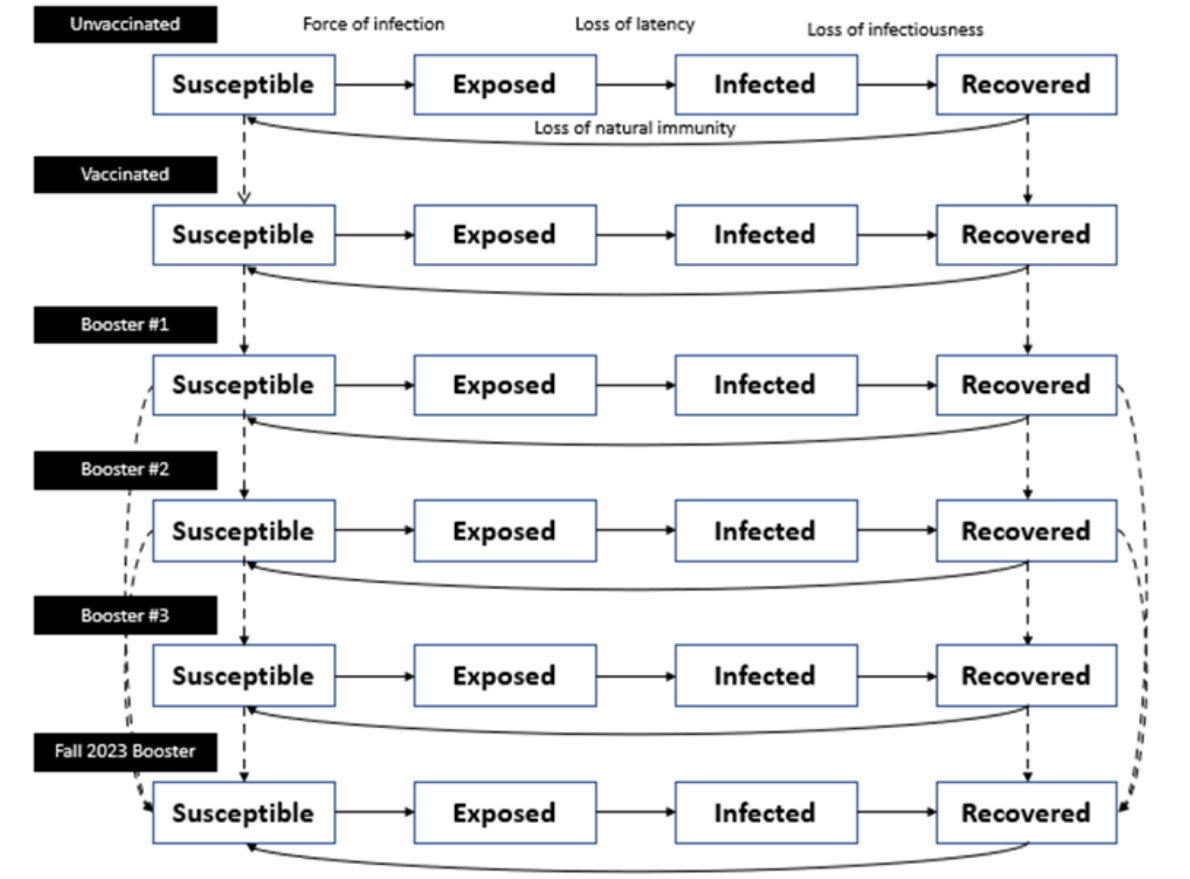 Unvaccinated
Force of infection
Loss of latency
Loss of infectiousness
Susceptible
Exposed
Infected
Recovered
Loss of natural immunity
Vaccinated
Susceptible
Exposed
Infected
Recovered
Booster #1
Susceptible
Exposed
Infected
Recovered
Booster #2
Susceptible
Exposed
Infected
Recovered
Booster #3
Susceptible
Exposed
Infected
Recovered
Fall 2023 Booster
Susceptible
Exposed
Infected
Recovered